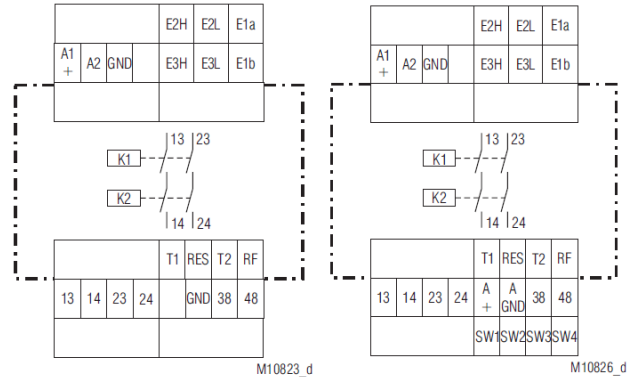 E2H E2L E1a
A1 + A2 GND E3H E3L E1b
13 23
K1
K2
14 24
T1 RES T2 RF
13 14 23 24 GND 38 48
M10823_d
E2H E2L E1a
A1 + A2 GND E3H E3L E1b
13 23
K1
K2
14 24
T1 RES T2 RF
13 14 23 24 A + A GND 38 48
SW1 SW2 SW3 SW4
M10826_d